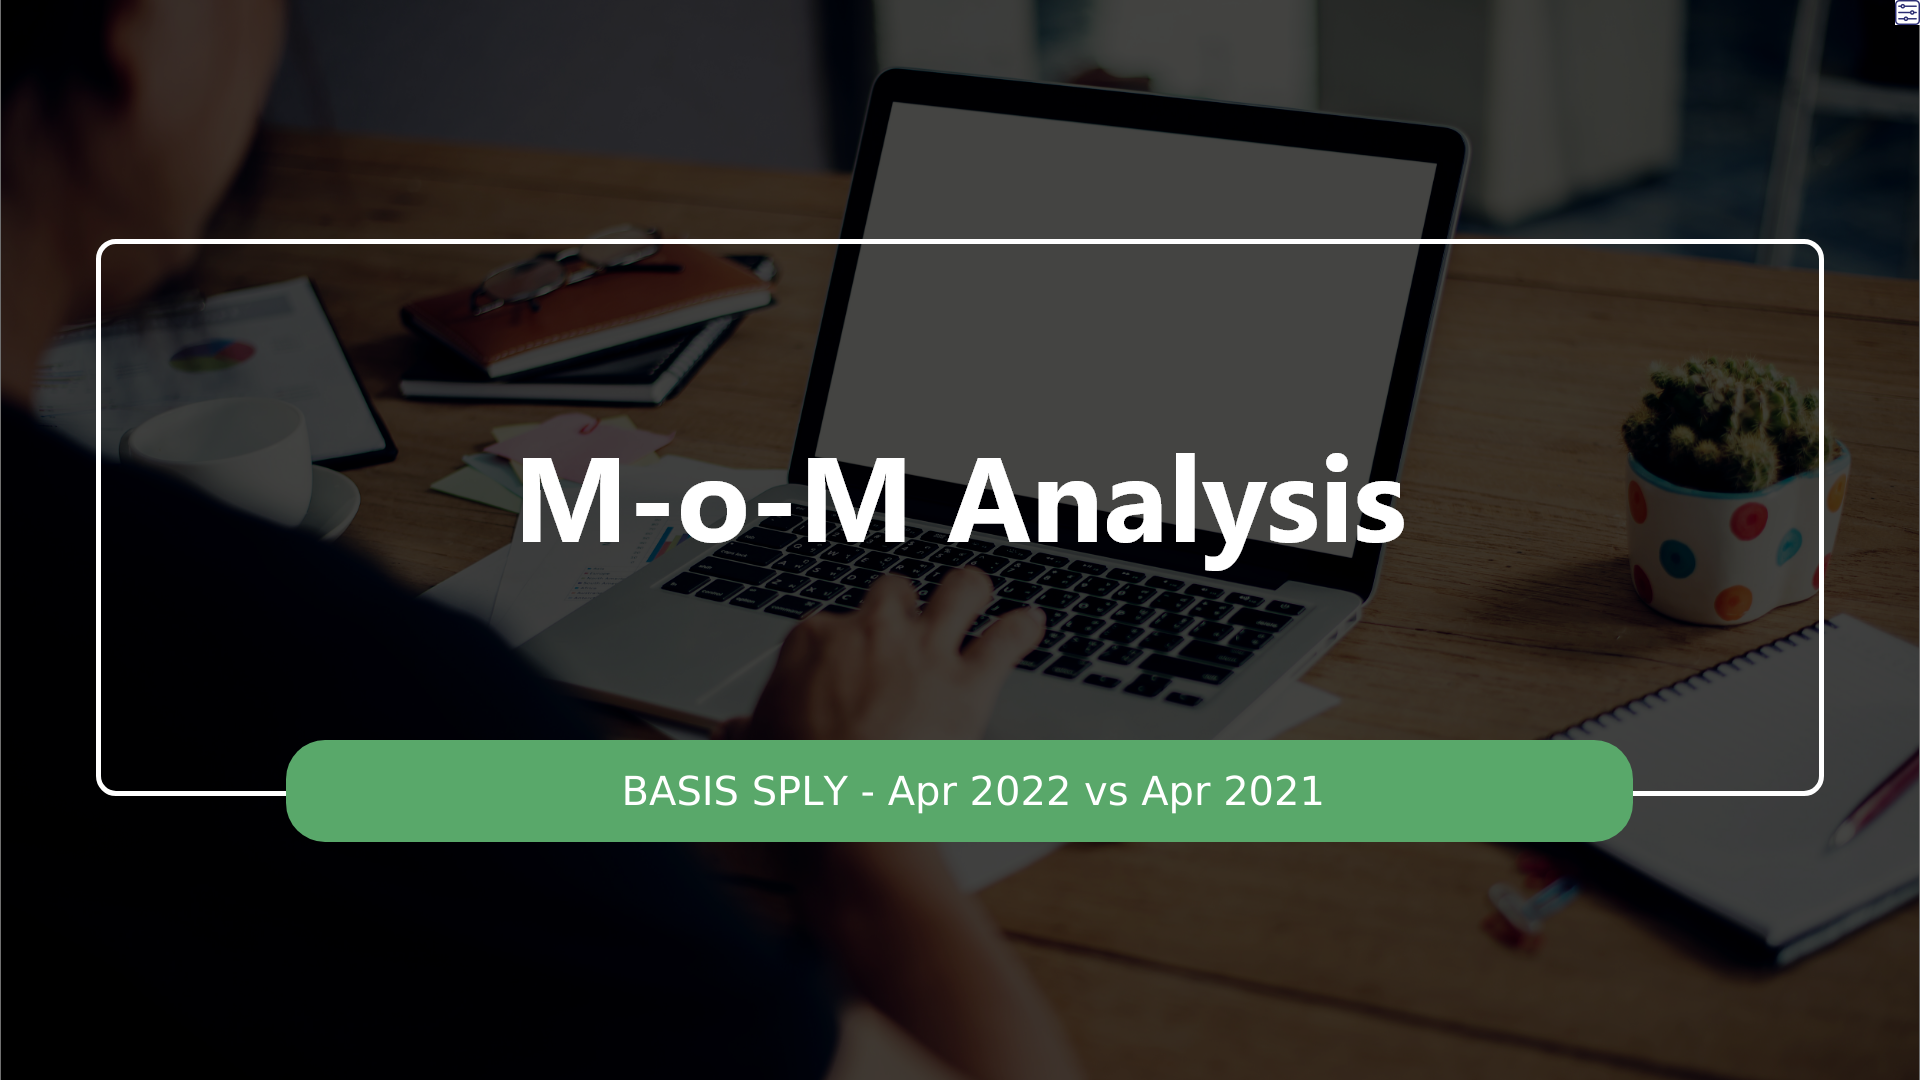 M-o-M Analysis
BASIS SPLY - Apr 2022 vs Apr 2021